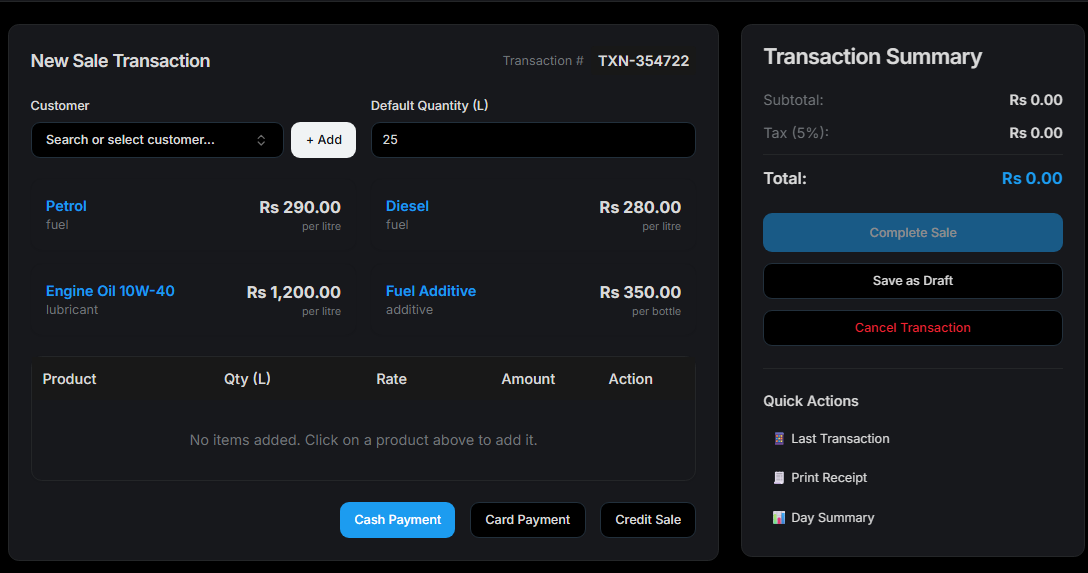 New Sale Transaction
Transaction # TXN-354722
Customer
Default Quantity (L)
Search or select customer...
+ Add
25
Petrol
Rs 290.00
fuel
per litre
Diesel
Rs 280.00
fuel
per litre
Engine Oil 10W-40
Rs 1,200.00
lubricant
per litre
Fuel Additive
Rs 350.00
additive
per bottle
Product Qty (L) Rate Amount Action
No items added. Click on a product above to add it.
Cash Payment
Card Payment
Credit Sale
Transaction Summary
Subtotal: Rs 0.00
Tax (5%): Rs 0.00
Total: Rs 0.00
Complete Sale
Save as Draft
Cancel Transaction
Quick Actions
Last Transaction
Print Receipt
Day Summary